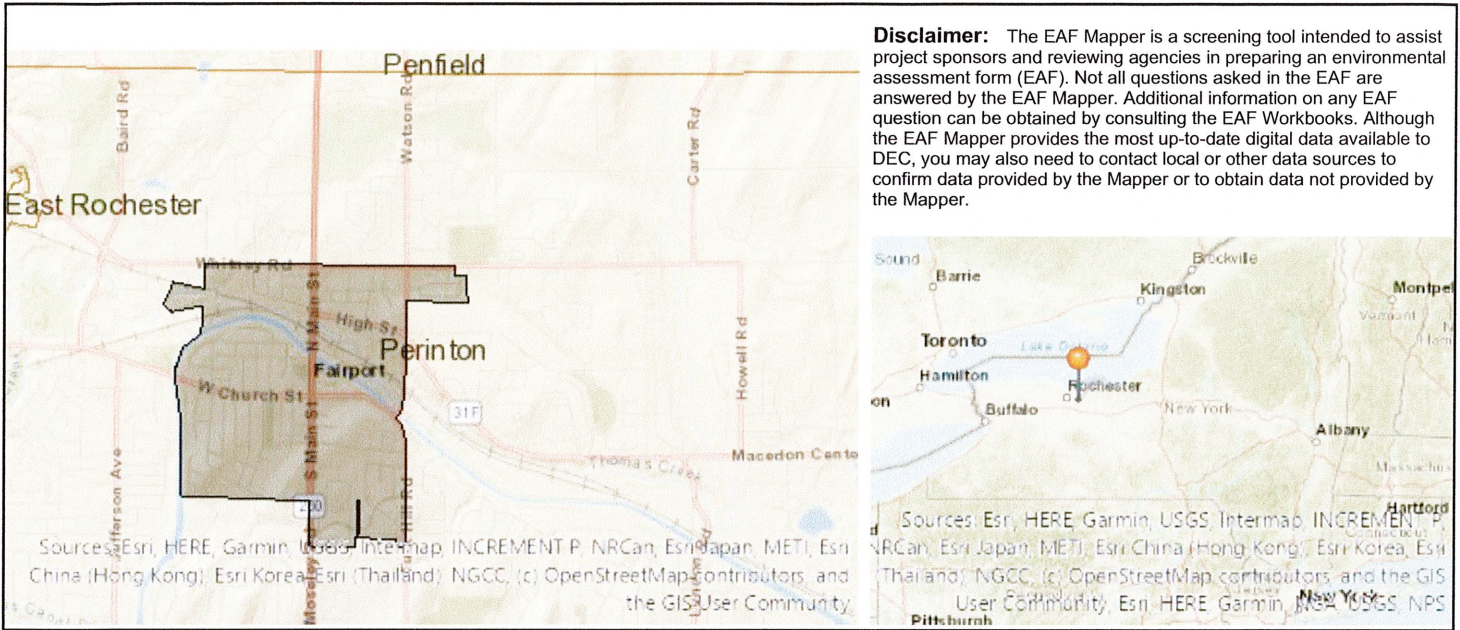 Disclaimer: The EAF Mapper is a screening tool intended to assist
project sponsors and reviewing agencies in preparing an environmental
assessment form (EAF). Not all questions asked in the EAF are
answered by the EAF Mapper. Additional information on any EAF
question can be obtained by consulting the EAF Workbooks. Although
the EAF Mapper provides the most up-to-date digital data available to
DEC, you may also need to contact local or other data sources to
confirm data provided by the Mapper or to obtain data not provided by
the Mapper.
Penfield
Baird Rd
Watson Rd
Carter Rd
East Rochester
Whitney Rd
N Main St
High St
Perinton
Fairport
W Church St
Howell Rd
31F
S Main St
Macedon Cente
Thomas Creek
Jefferson Ave
250
Hill Rd
Moseley
Sources: Esri, HERE, Garmin, USGS, Intermap, INCREMENT P, NRCan, Esri Japan, METI, Esri
China (Hong Kong), Esri Korea, Esri (Thailand), NGCC, (c) OpenStreetMap contributors, and
the GIS User Community
Sound
Barrie
Brockville
Kingston
Montpel
Vermont
Toronto
Lake Ontario
Hamilton
Rochester
on
Buffalo
New York
Albany
Massachus
Hartford
Connecticut
Sources: Esri, HERE, Garmin, USGS, Intermap, INCREMENT P,
NRCan, Esri Japan, METI, Esri China (Hong Kong), Esri Korea, Esri
(Thailand), NGCC, (c) OpenStreetMap contributors, and the GIS
User Community, Esri, HERE, Garmin, NGA, USGS, NPS
New York
Pittsburgh